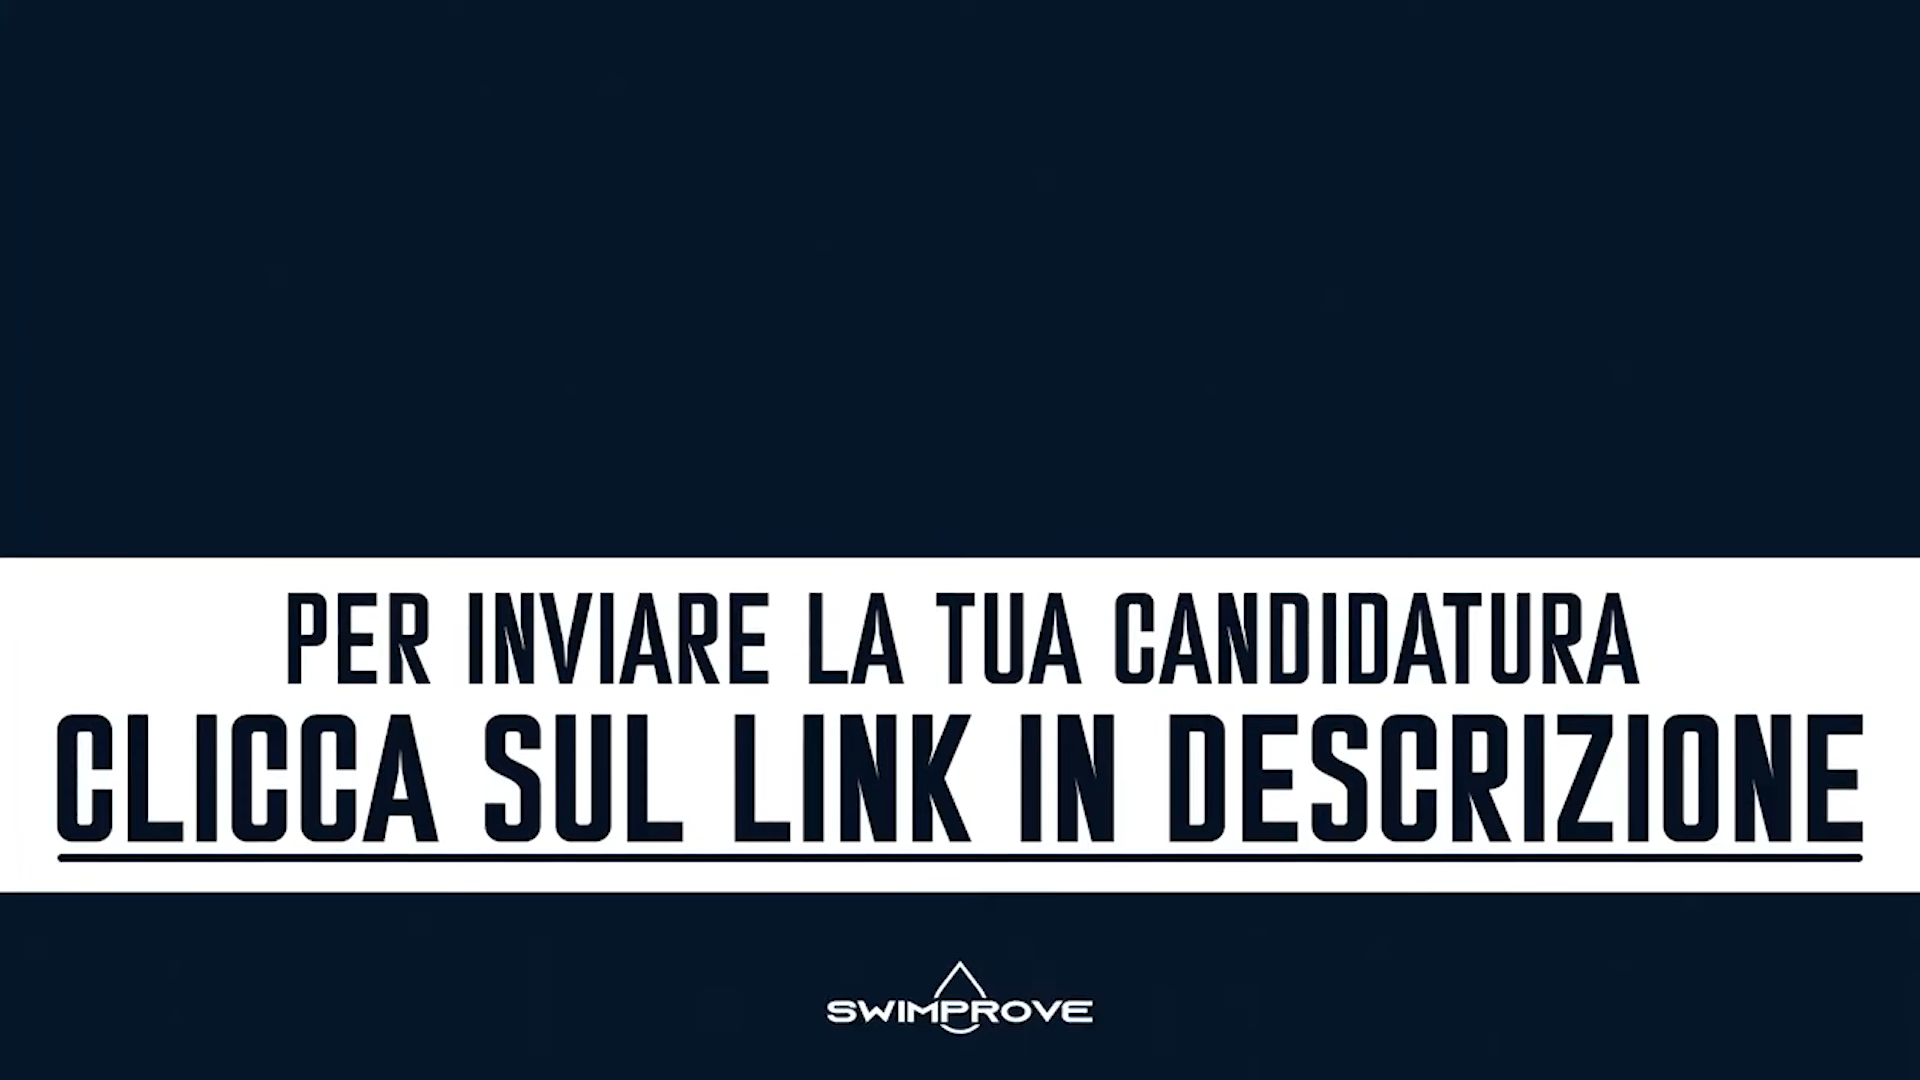 PER INVIARE LA TUA CANDIDATURA
CLICCA SUL LINK IN DESCRIZIONE
SWIMPROVE